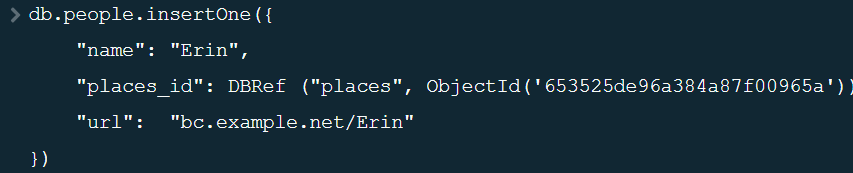 > db.people.insertOne({
"name": "Erin",
"places_id": DBRef ("places", ObjectId('653525de96a384a87f00965a'))
"url":  "bc.example.net/Erin"
})